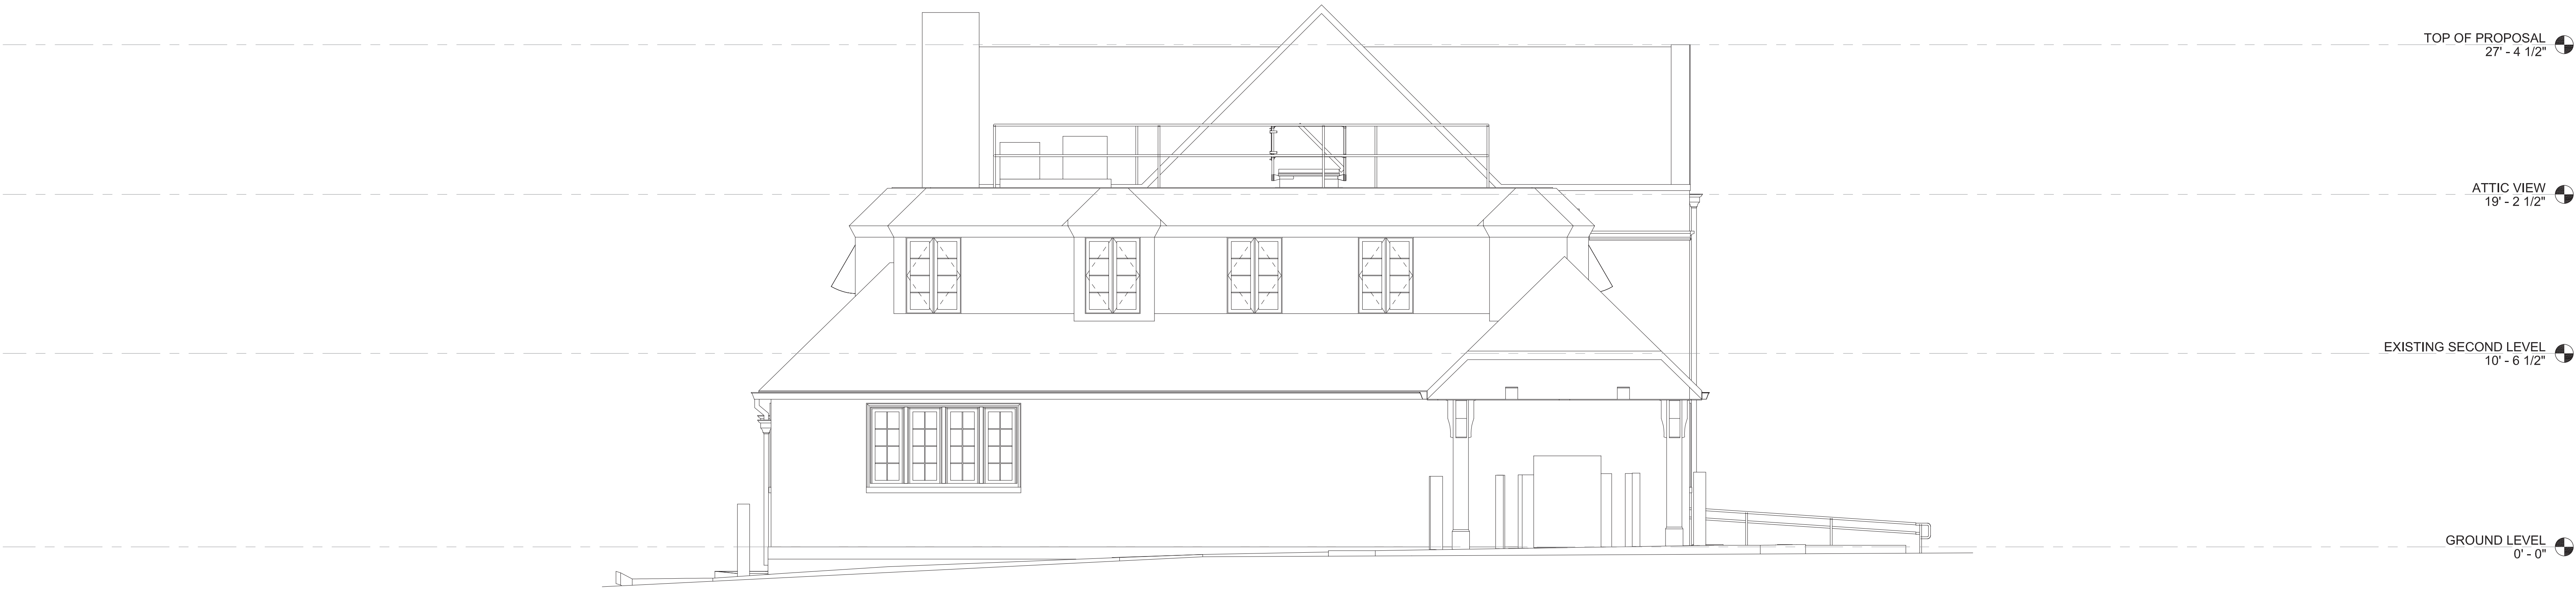 TOP OF PROPOSAL
27' - 4 1/2"
ATTIC VIEW
19' - 2 1/2"
EXISTING SECOND LEVEL
10' - 6 1/2"
GROUND LEVEL
0' - 0"